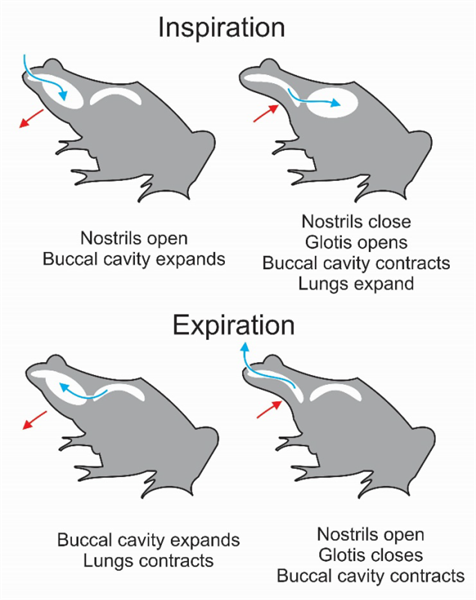 Inspiration
Nostrils open
Buccal cavity expands
Nostrils close
Glotis opens
Buccal cavity contracts
Lungs expand
Expiration
Buccal cavity expands
Lungs contracts
Nostrils open
Glotis closes
Buccal cavity contracts